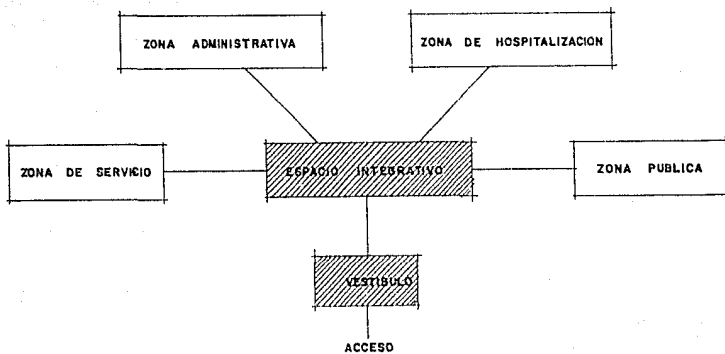 ZONA ADMINISTRATIVA
ZONA DE HOSPITALIZACION
ZONA DE SERVICIO
ESPACIO INTEGRATIVO
ZONA PUBLICA
VESTIBULO
ACCESO